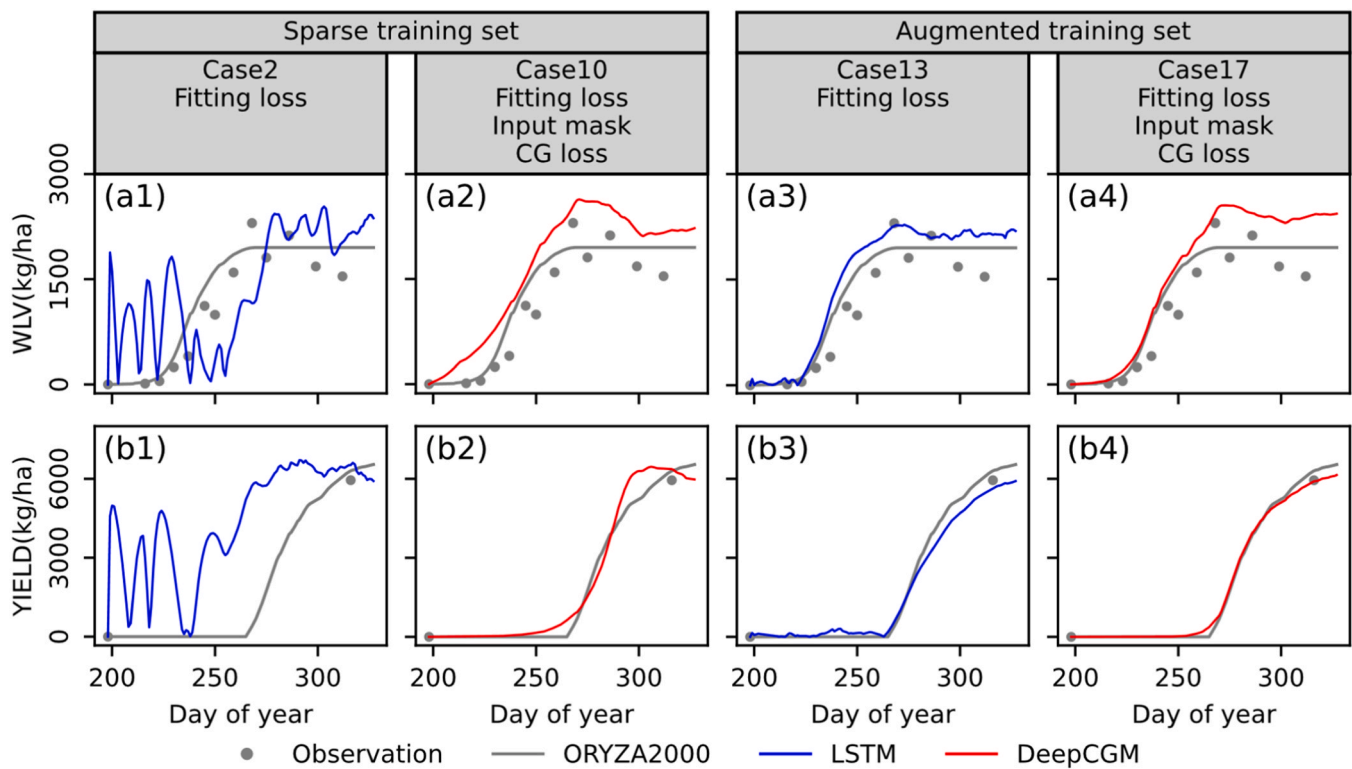 Sparse training set
Augmented training set
Case2
Fitting loss
Case10
Fitting loss
Input mask
CG loss
Case13
Fitting loss
Case17
Fitting loss
Input mask
CG loss
WLV(kg/ha)
3000
1500
0
(a1)
(a2)
(a3)
(a4)
YIELD(kg/ha)
6000
3000
0
(b1)
(b2)
(b3)
(b4)
200 250 300
200 250 300
200 250 300
200 250 300
Day of year
Day of year
Day of year
Day of year
Observation
ORYZA2000
LSTM
DeepCGM